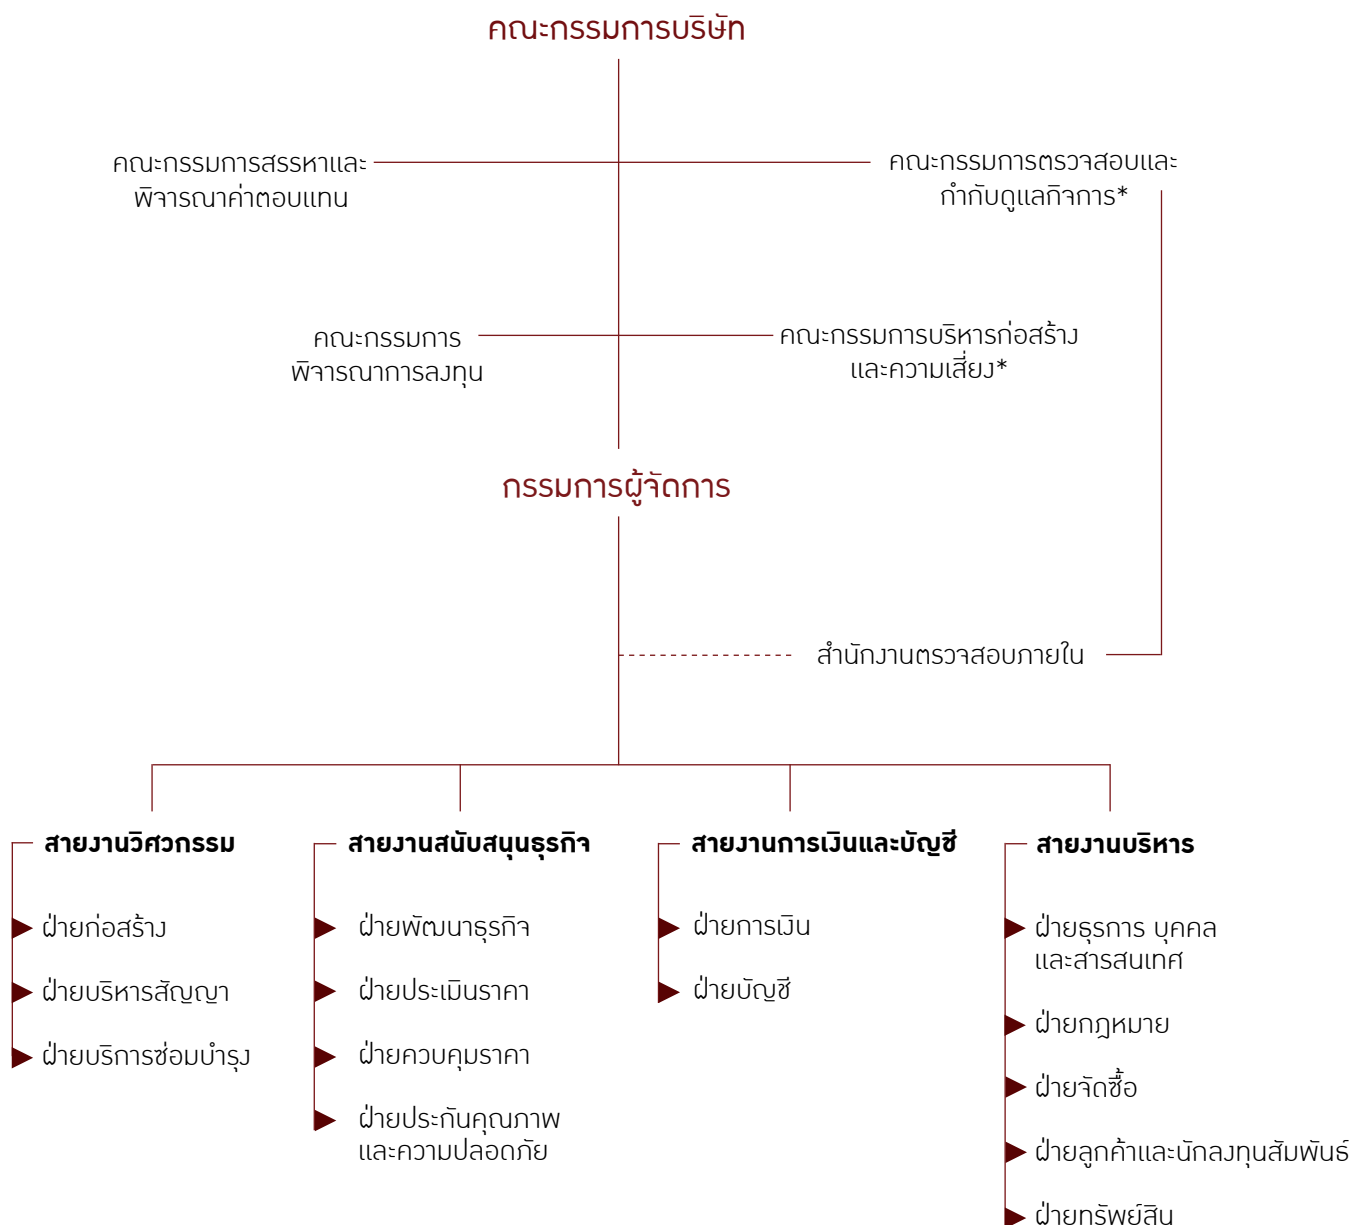 คณะกรรมการบริษัท
คณะกรรมการสรรหาและ
พิจารณาค่าตอบแทน
คณะกรรมการตรวจสอบและ
กำกับดูแลกิจการ*
คณะกรรมการ
พิจารณาการลงทุน
คณะกรรมการบริหารก่อสร้าง
และความเสี่ยง*
กรรมการผู้จัดการ
สำนักงานตรวจสอบภายใน
สายงานวิศวกรรม
ฝ่ายก่อสร้าง
ฝ่ายบริหารสัญญา
ฝ่ายบริการซ่อมบำรุง
สายงานสนับสนุนธุรกิจ
ฝ่ายพัฒนาธุรกิจ
ฝ่ายประเมินราคา
ฝ่ายควบคุมราคา
ฝ่ายประกันคุณภาพ
และความปลอดภัย
สายงานการเงินและบัญชี
ฝ่ายการเงิน
ฝ่ายบัญชี
สายงานบริหาร
ฝ่ายธุรการ บุคคล
และสารสนเทศ
ฝ่ายกฎหมาย
ฝ่ายจัดซื้อ
ฝ่ายลูกค้าและนักลงทุนสัมพันธ์
ฝ่ายทรัพย์สิน